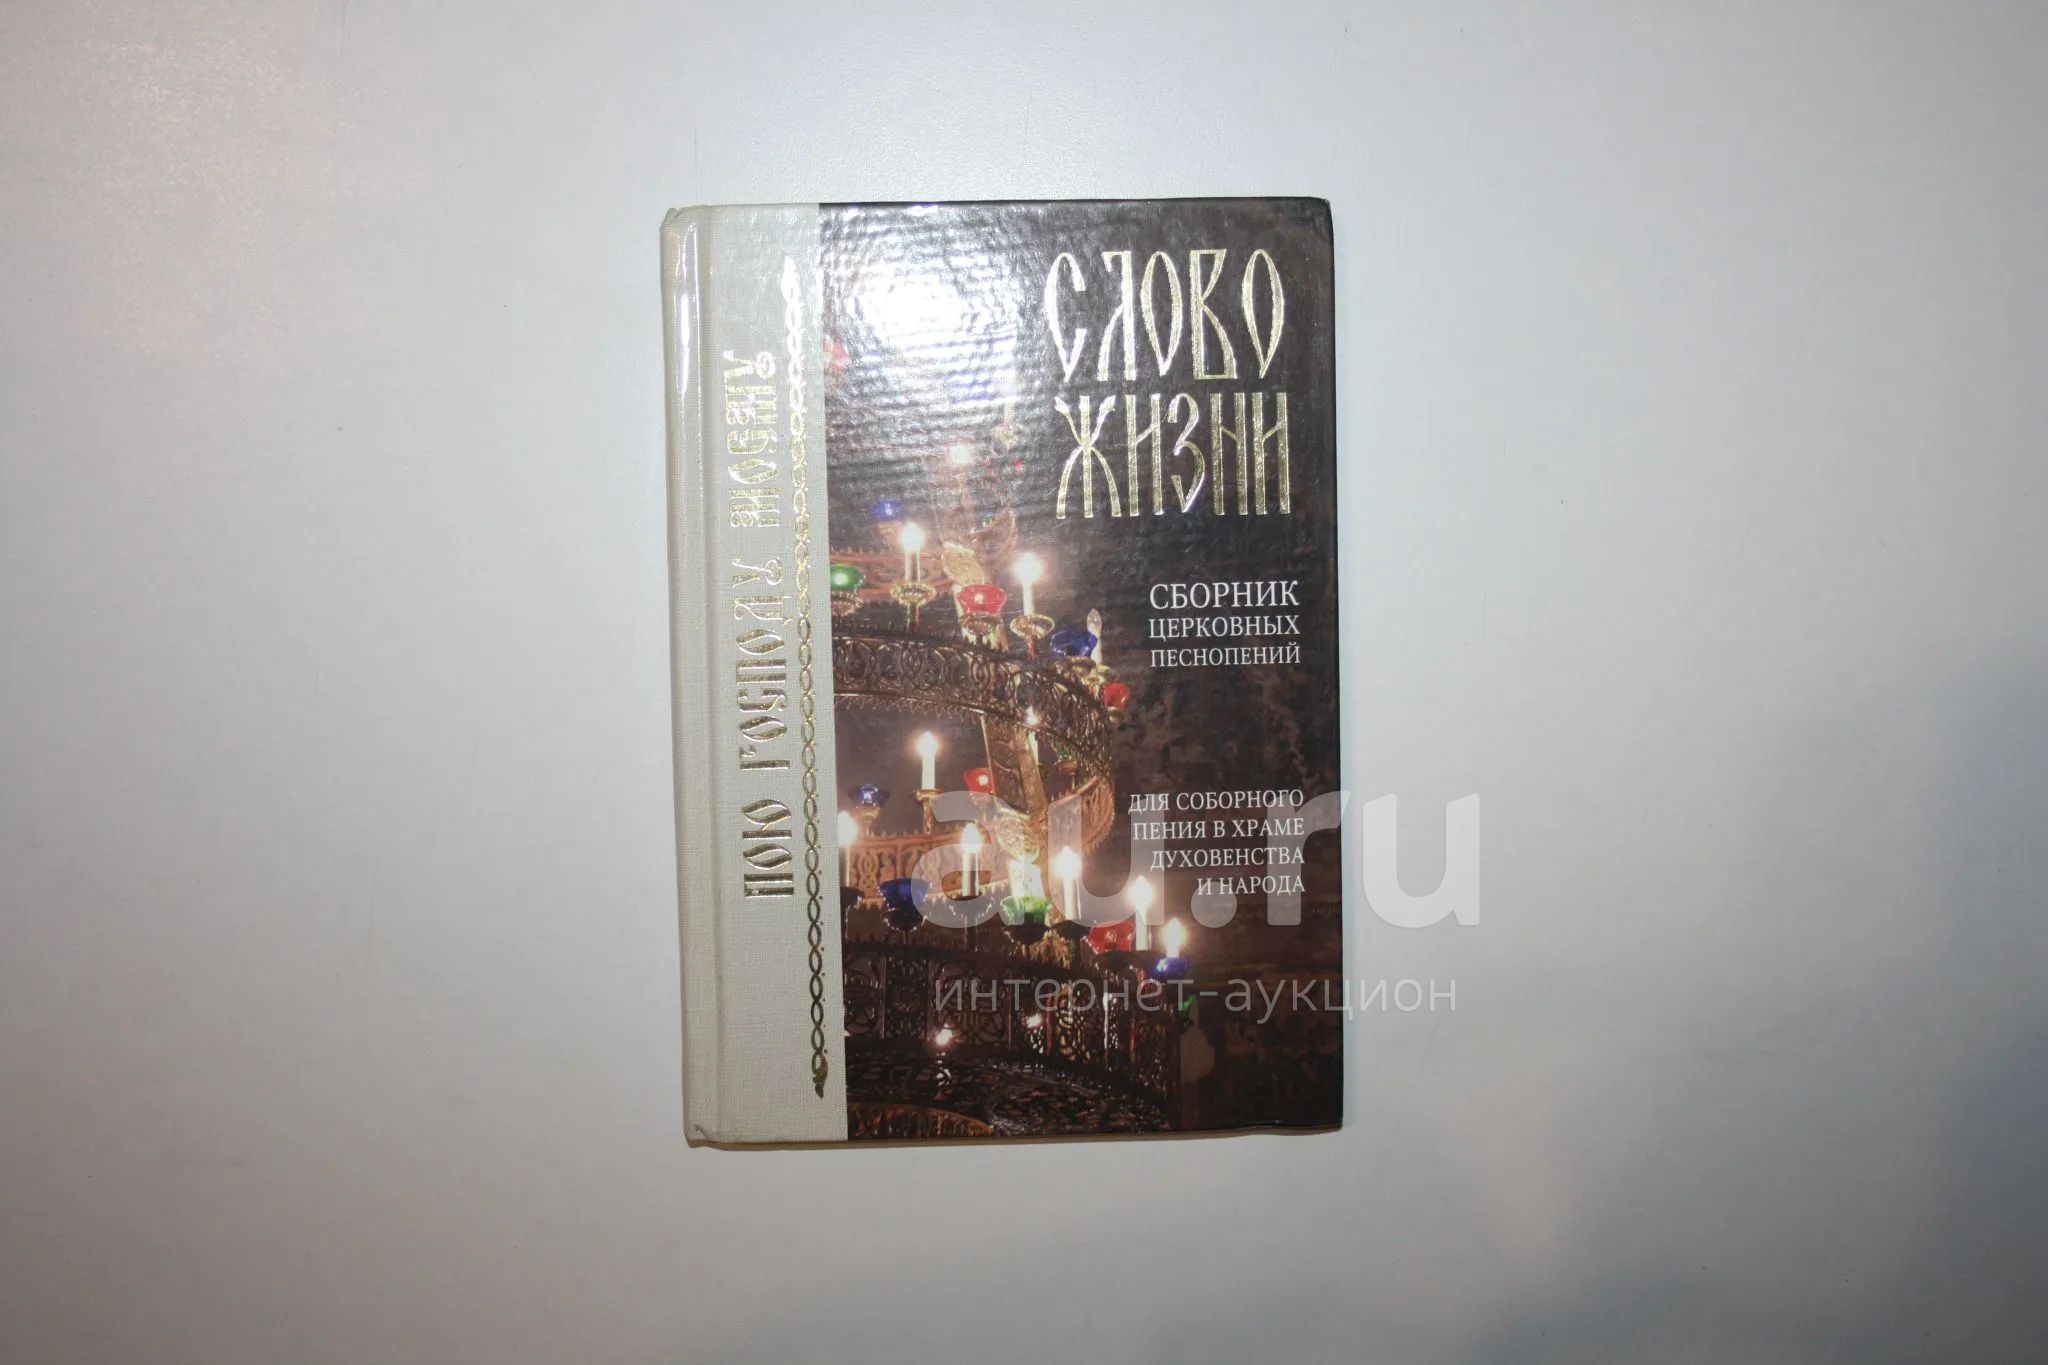 ПОЮ ГОСПОДУ МОЕМУ
СЛОВО
ЖИЗНИ
СБОРНИК
ЦЕРКОВНЫХ
ПЕСНОПЕНИЙ
ДЛЯ СОБОРНОГО
ПЕНИЯ В ХРАМЕ
ДУХОВЕНСТВА
И НАРОДА
au.ru
интернет-аукцион